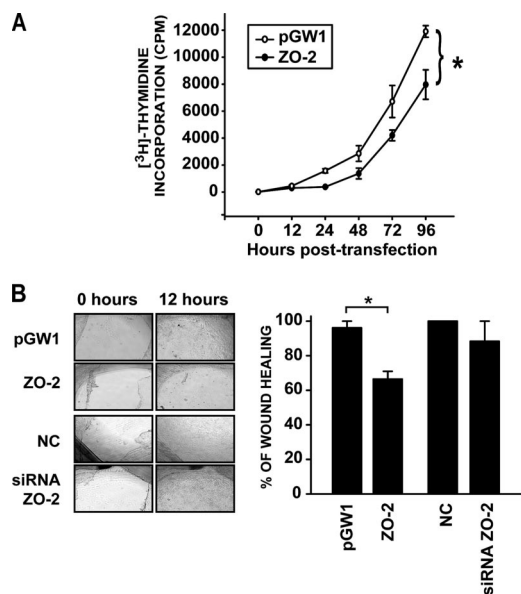 A
[³H]-THYMIDINE
INCORPORATION (CPM)
12000
10000
8000
6000
4000
2000
0
pGW1
ZO-2
*
0 12 24 48 72 96
Hours post-transfection
B
0 hours 12 hours
pGW1
ZO-2
NC
siRNA
ZO-2
% OF WOUND HEALING
100
80
60
40
20
0
*
pGW1
ZO-2
NC
siRNA ZO-2